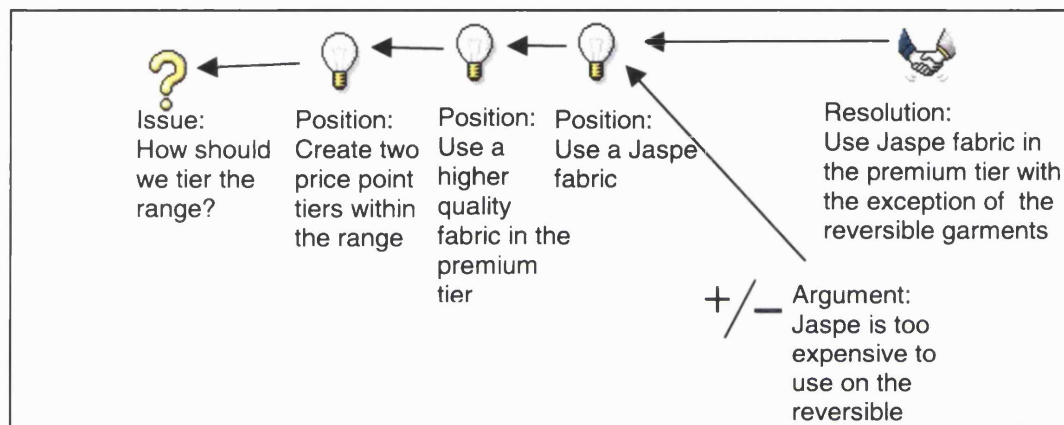 Issue:
How should
we tier the
range?
Position:
Create two
price point
tiers within
the range
Position:
Use a
higher
quality
fabric in the
premium
tier
Position:
Use a Jaspe
fabric
Resolution:
Use Jaspe fabric in
the premium tier with
the exception of the
reversible garments
+/–
Argument:
Jaspe is too
expensive to
use on the
reversible